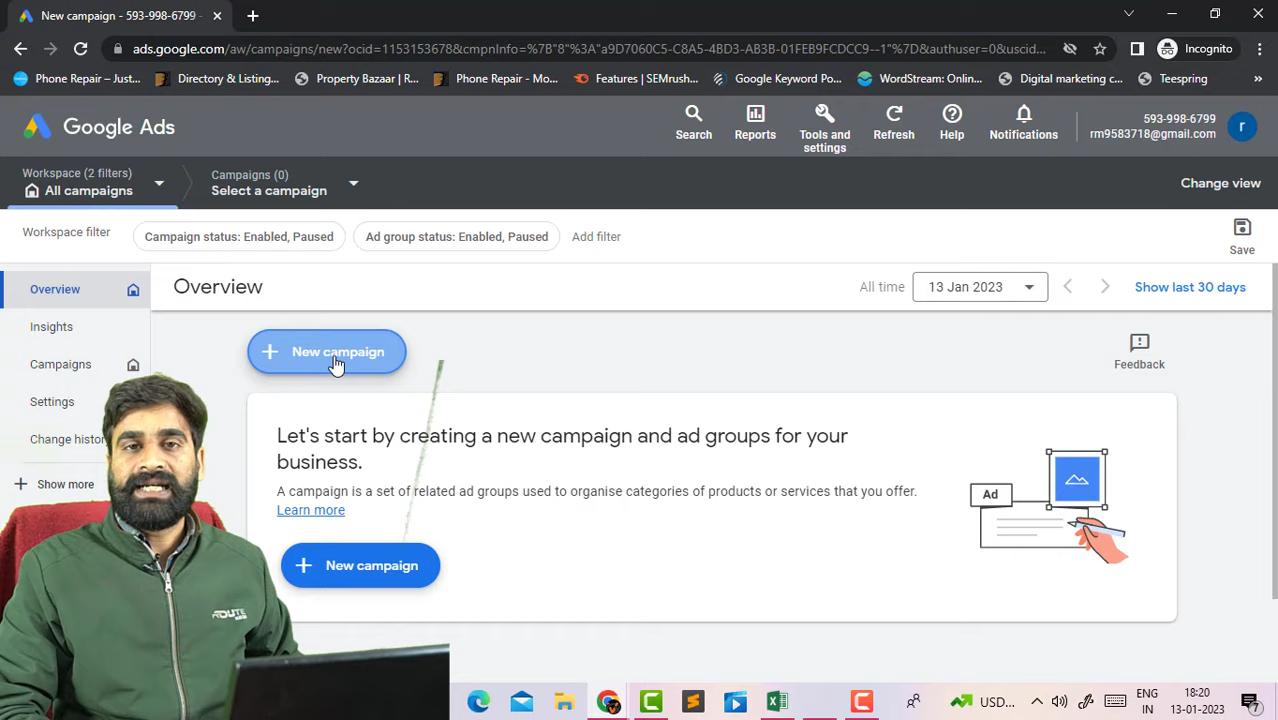 New campaign - 593-998-6799 -
ads.google.com/aw/campaigns/new?ocid=1153153678&cmpnInfo=%7B"8"%3A"a9D7060C5-C8A5-4BD3-AB3B-01FEB9FCDCC9--1"%7D&authuser=0&uscid...
Incognito
Phone Repair – Just...
Directory & Listing...
Property Bazaar | R...
Phone Repair - Mo...
Features | SEMrush...
Google Keyword Po...
WordStream: Onlin...
Digital marketing c...
Teespring
»
Google Ads
Search
Reports
Tools and
settings
Refresh
Help
Notifications
593-998-6799
rm9583718@gmail.com
r
Workspace (2 filters)
All campaigns
Campaigns (0)
Select a campaign
Change view
Workspace filter
Campaign status: Enabled, Paused
Ad group status: Enabled, Paused
Add filter
Save
Overview
Insights
Campaigns
Settings
Change histor
+ Show more
Overview
All time
13 Jan 2023
Show last 30 days
+ New campaign
Feedback
Let's start by creating a new campaign and ad groups for your
business.
A campaign is a set of related ad groups used to organise categories of products or services that you offer.
Learn more
Ad
+ New campaign
ROUTE
USD...
ENG
IN
18:20
13-01-2023
7